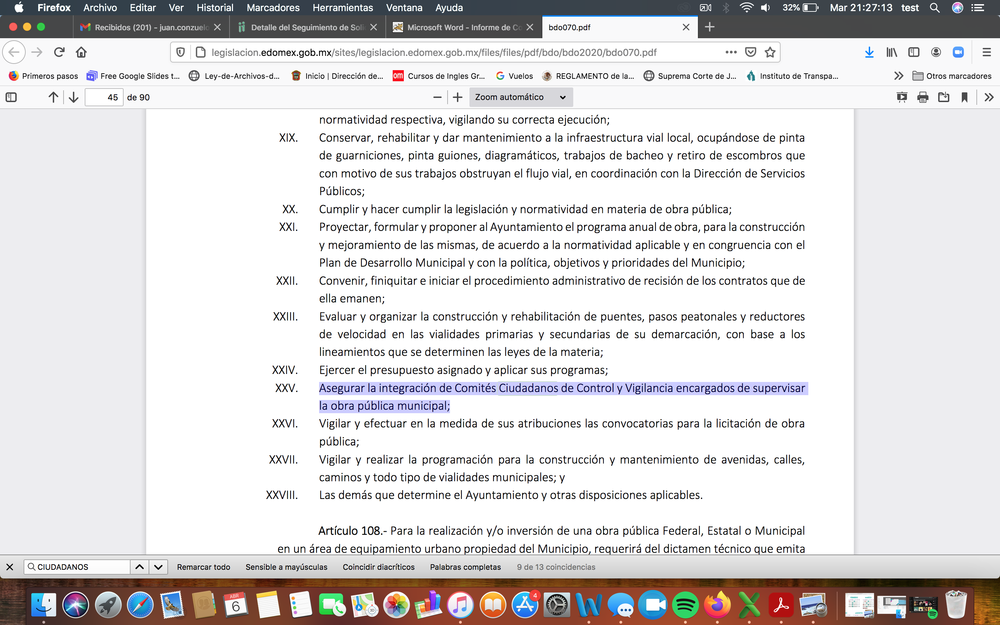 Firefox Archivo Editar Ver Historial Marcadores Herramientas Ventana Ayuda 32% Mar 21:27:13 test
Recibidos (201) - juan.conzuelo Detalle del Seguimiento de Soli Microsoft Word - Informe de Co bdo070.pdf
legislacion.edomex.gob.mx/sites/legislacion.edomex.gob.mx/files/files/pdf/bdo/bdo2020/bdo070.pdf
Primeros pasos Free Google Slides t... Ley-de-Archivos-d... Inicio | Dirección de... om Cursos de Ingles Gr... Vuelos REGLAMENTO de la... Suprema Corte de J... Instituto de Transpa... Otros marcadores
45 de 90 Zoom automático
normatividad respectiva, vigilando su correcta ejecución;
XIX. Conservar, rehabilitar y dar mantenimiento a la infraestructura vial local, ocupándose de pinta
de guarniciones, pinta guiones, diagramáticos, trabajos de bacheo y retiro de escombros que
con motivo de sus trabajos obstruyan el flujo vial, en coordinación con la Dirección de Servicios
Públicos;
XX. Cumplir y hacer cumplir la legislación y normatividad en materia de obra pública;
XXI. Proyectar, formular y proponer al Ayuntamiento el programa anual de obra, para la construcción
y mejoramiento de las mismas, de acuerdo a la normatividad aplicable y en congruencia con el
Plan de Desarrollo Municipal y con la política, objetivos y prioridades del Municipio;
XXII. Convenir, finiquitar e iniciar el procedimiento administrativo de recisión de los contratos que de
ella emanen;
XXIII. Evaluar y organizar la construcción y rehabilitación de puentes, pasos peatonales y reductores
de velocidad en las vialidades primarias y secundarias de su demarcación, con base a los
lineamientos que se determinen las leyes de la materia;
XXIV. Ejercer el presupuesto asignado y aplicar sus programas;
XXV. Asegurar la integración de Comités Ciudadanos de Control y Vigilancia encargados de supervisar
la obra pública municipal;
XXVI. Vigilar y efectuar en la medida de sus atribuciones las convocatorias para la licitación de obra
pública;
XXVII. Vigilar y realizar la programación para la construcción y mantenimiento de avenidas, calles,
caminos y todo tipo de vialidades municipales; y
XXVIII. Las demás que determine el Ayuntamiento y otras disposiciones aplicables.
Artículo 108.- Para la realización y/o inversión de una obra pública Federal, Estatal o Municipal
en un área de equipamiento urbano propiedad del Municipio, requerirá del dictamen técnico que emita
CIUDADANOS Remarcar todo Sensible a mayúsculas Coincidir diacríticos Palabras completas 9 de 13 coincidencias
ABR
6
3D
4
FEBRERO MARZO